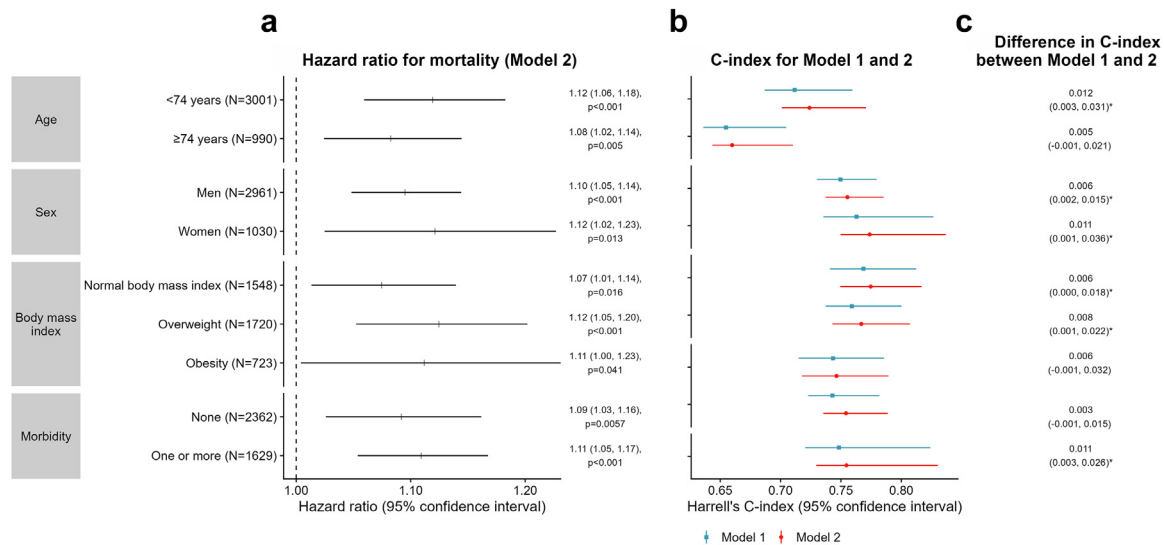 a
b
c
Hazard ratio for mortality (Model 2)
C-index for Model 1 and 2
Difference in C-index
between Model 1 and 2
Age
<74 years (N=3001)
1.12 (1.06, 1.18),
p<0.001
0.012
(0.003, 0.031)*
≥74 years (N=990)
1.08 (1.02, 1.14),
p=0.005
0.005
(-0.001, 0.021)
Sex
Men (N=2961)
1.10 (1.05, 1.14),
p<0.001
0.006
(0.002, 0.015)*
Women (N=1030)
1.12 (1.02, 1.23),
p=0.013
0.011
(0.001, 0.036)*
Body mass
index
Normal body mass index (N=1548)
1.07 (1.01, 1.14),
p=0.016
0.006
(0.000, 0.018)*
Overweight (N=1720)
1.12 (1.05, 1.20),
p<0.001
0.008
(0.001, 0.022)*
Obesity (N=723)
1.11 (1.00, 1.23),
p=0.041
0.006
(-0.001, 0.032)
Morbidity
None (N=2362)
1.09 (1.03, 1.16),
p=0.0057
0.003
(-0.001, 0.015)
One or more (N=1629)
1.11 (1.05, 1.17),
p<0.001
0.011
(0.003, 0.026)*
1.00 1.10 1.20
Hazard ratio (95% confidence interval)
0.65 0.70 0.75 0.80
Harrell's C-index (95% confidence interval)
Model 1 Model 2